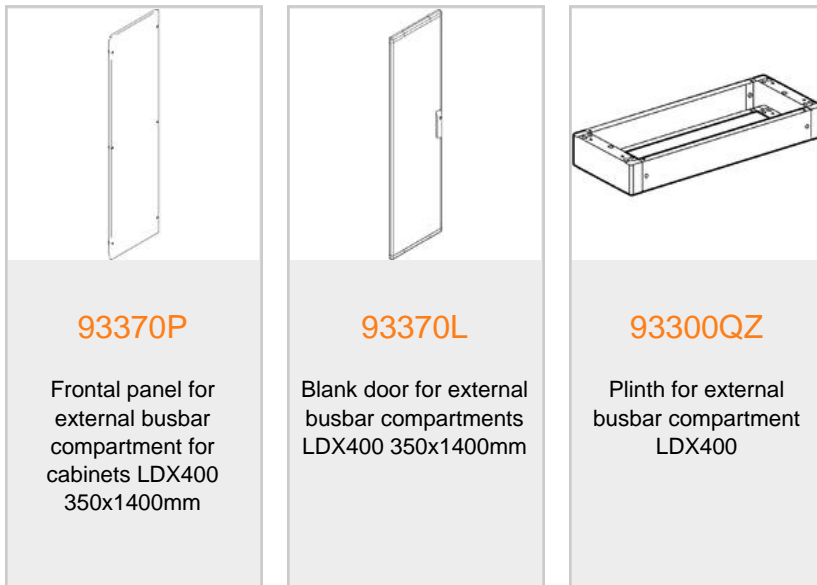 93370P
Frontal panel for
external busbar
compartment for
cabinets LDX400
350x1400mm
93370L
Blank door for external
busbar compartments
LDX400 350x1400mm
93300QZ
Plinth for external
busbar compartment
LDX400